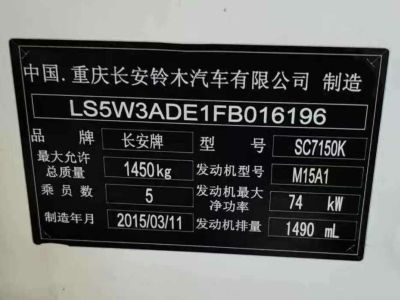 中国.重庆长安铃木汽车有限公司 制造
LS5W3ADE1FB016196
品牌 长安牌 型号 SC7150K
最大允许总质量 1450kg 发动机型号 M15A1
乘员数 5 发动机最大净功率 74 kW
制造年月 2015/03/11 发动机排量 1490 mL